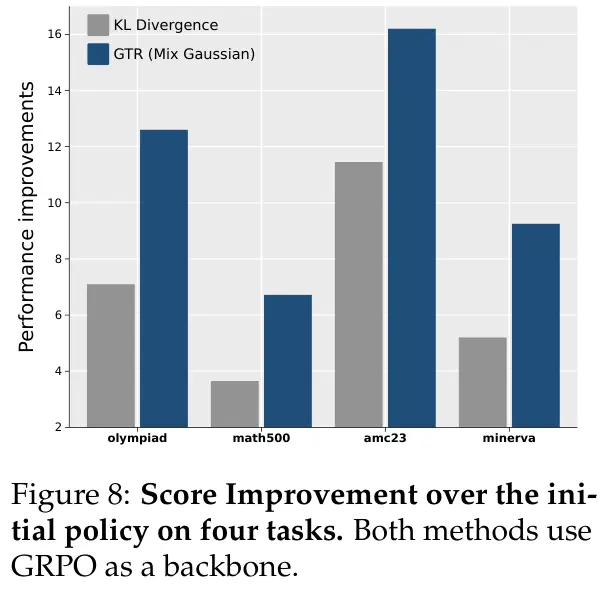 KL Divergence
GTR (Mix Gaussian)
Performance improvements
16
14
12
10
8
6
4
2
olympiad
math500
amc23
minerva
Figure 8: Score Improvement over the ini-
tial policy on four tasks. Both methods use
GRPO as a backbone.